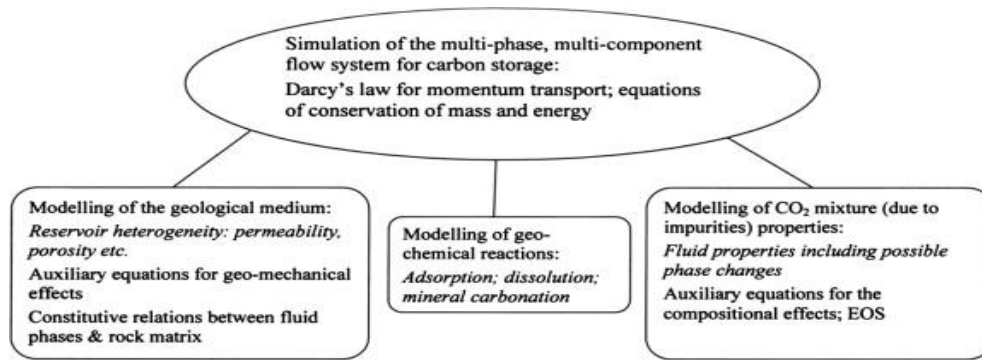 Simulation of the multi-phase, multi-component
flow system for carbon storage:
Darcy's law for momentum transport; equations
of conservation of mass and energy
Modelling of the geological medium:
Reservoir heterogeneity: permeability,
porosity etc.
Auxiliary equations for geo-mechanical
effects
Constitutive relations between fluid
phases & rock matrix
Modelling of geo-
chemical reactions:
Adsorption; dissolution;
mineral carbonation
Modelling of CO₂ mixture (due to
impurities) properties:
Fluid properties including possible
phase changes
Auxiliary equations for the
compositional effects; EOS